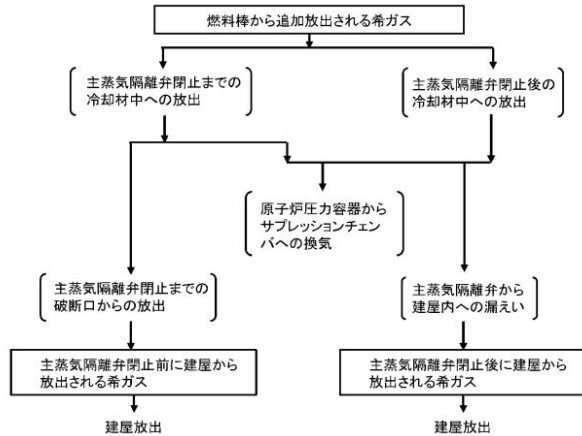 燃料棒から追加放出される希ガス
主蒸気隔離弁閉止までの
冷却材中への放出
主蒸気隔離弁閉止後の
冷却材中への放出
原子炉圧力容器から
サプレッションチェン
バへの換気
主蒸気隔離弁閉止までの
破断口からの放出
主蒸気隔離弁から
建屋内への漏えい
主蒸気隔離弁閉止前に建屋から
放出される希ガス
主蒸気隔離弁閉止後に建屋から
放出される希ガス
建屋放出
建屋放出